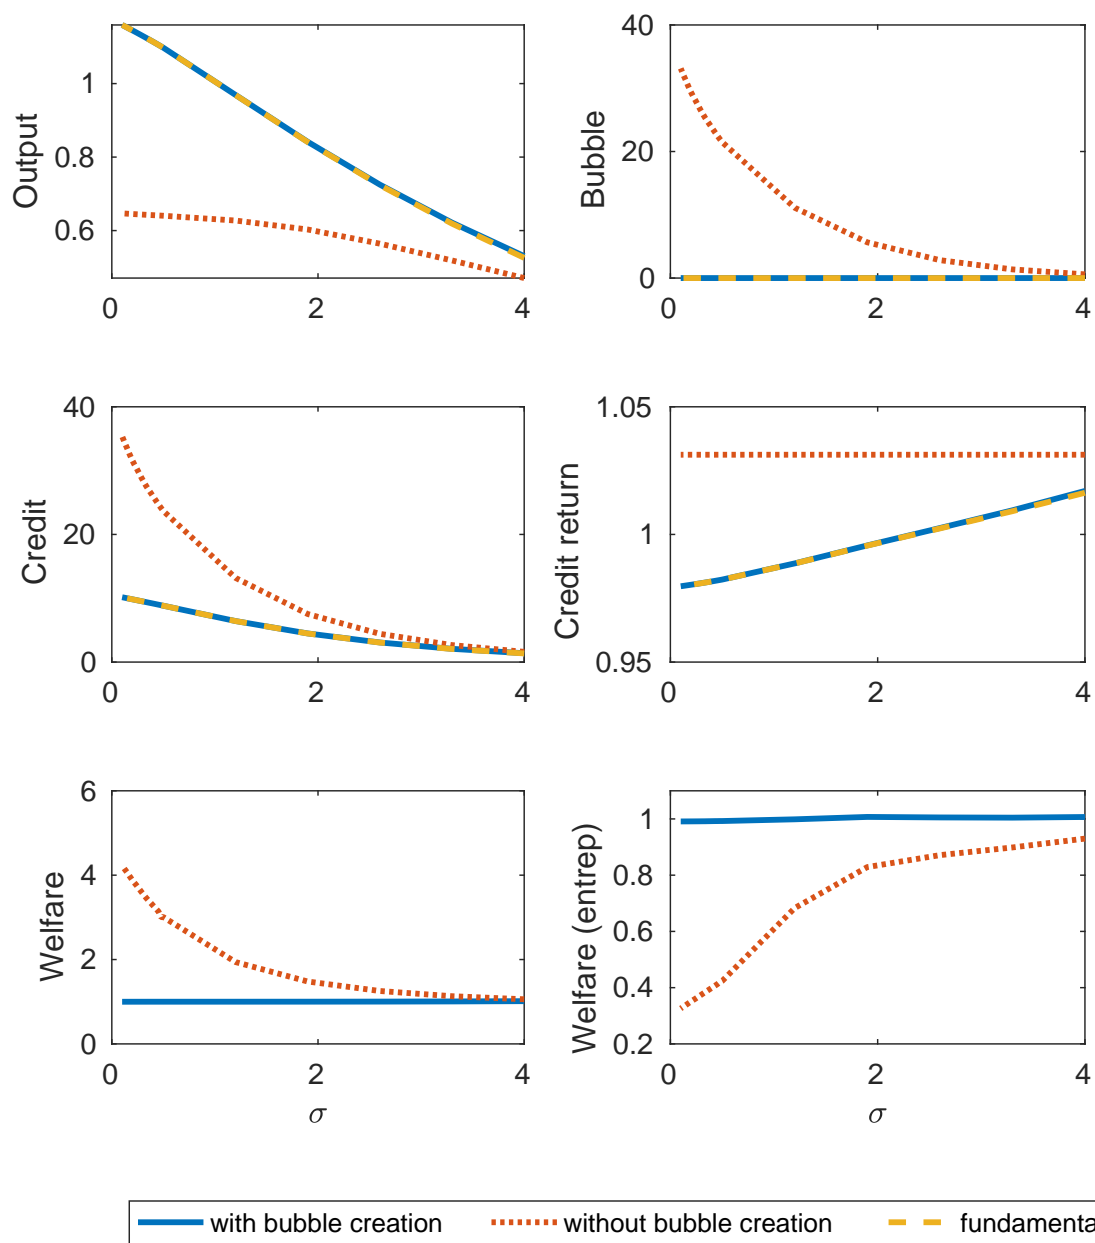 Output
1
0.8
0.6
0 2 4
Bubble
40
20
0
0 2 4
Credit
40
20
0
0 2 4
Credit return
1.05
1
0.95
0 2 4
Welfare
6
4
2
0
0 2 4
σ
Welfare (entrep)
1
0.8
0.6
0.4
0.2
0 2 4
σ
with bubble creation without bubble creation fundamenta